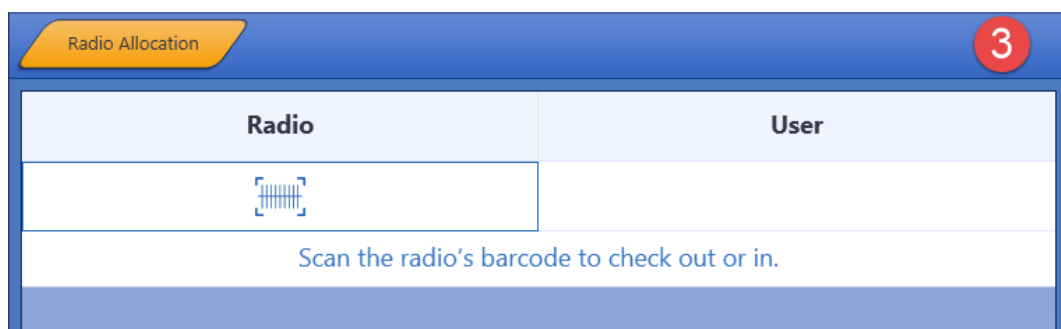 Radio Allocation
3
Radio User
Scan the radio's barcode to check out or in.